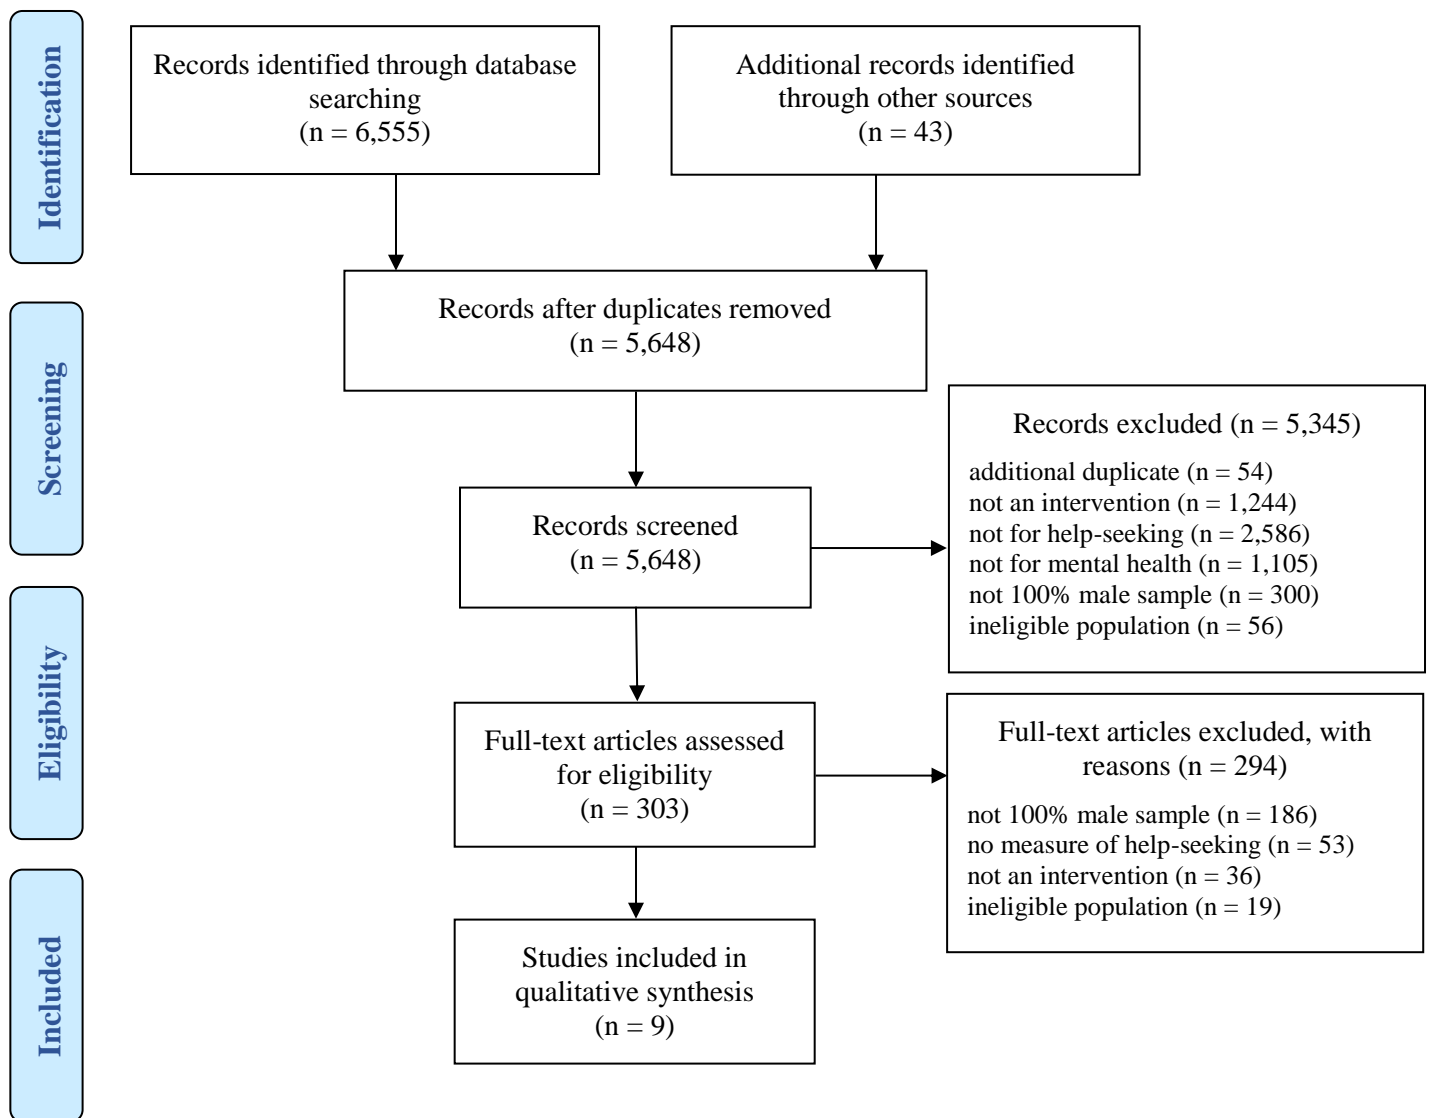 Identification
Records identified through database
searching
(n = 6,555)
Additional records identified
through other sources
(n = 43)
Screening
Records after duplicates removed
(n = 5,648)
Records screened
(n = 5,648)
Records excluded (n = 5,345)
additional duplicate (n = 54)
not an intervention (n = 1,244)
not for help-seeking (n = 2,586)
not for mental health (n = 1,105)
not 100% male sample (n = 300)
ineligible population (n = 56)
Eligibility
Full-text articles assessed
for eligibility
(n = 303)
Full-text articles excluded, with
reasons (n = 294)
not 100% male sample (n = 186)
no measure of help-seeking (n = 53)
not an intervention (n = 36)
ineligible population (n = 19)
Included
Studies included in
qualitative synthesis
(n = 9)